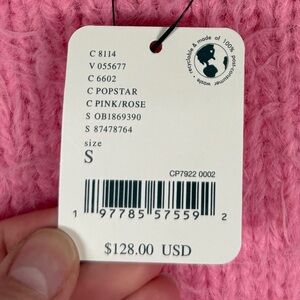 C 8114
V 055677
C 6602
C POPSTAR
C PINK/ROSE
S OB1869390
S 87478764
size
S
recyclable & made of 100% post-consumer waste
CP7922 0002
1 97785 57559 2
$128.00 USD